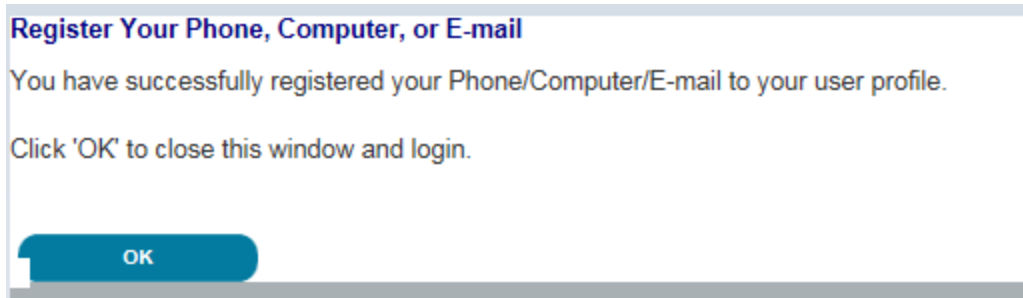 Register Your Phone, Computer, or E-mail
You have successfully registered your Phone/Computer/E-mail to your user profile.
Click 'OK' to close this window and login.
OK